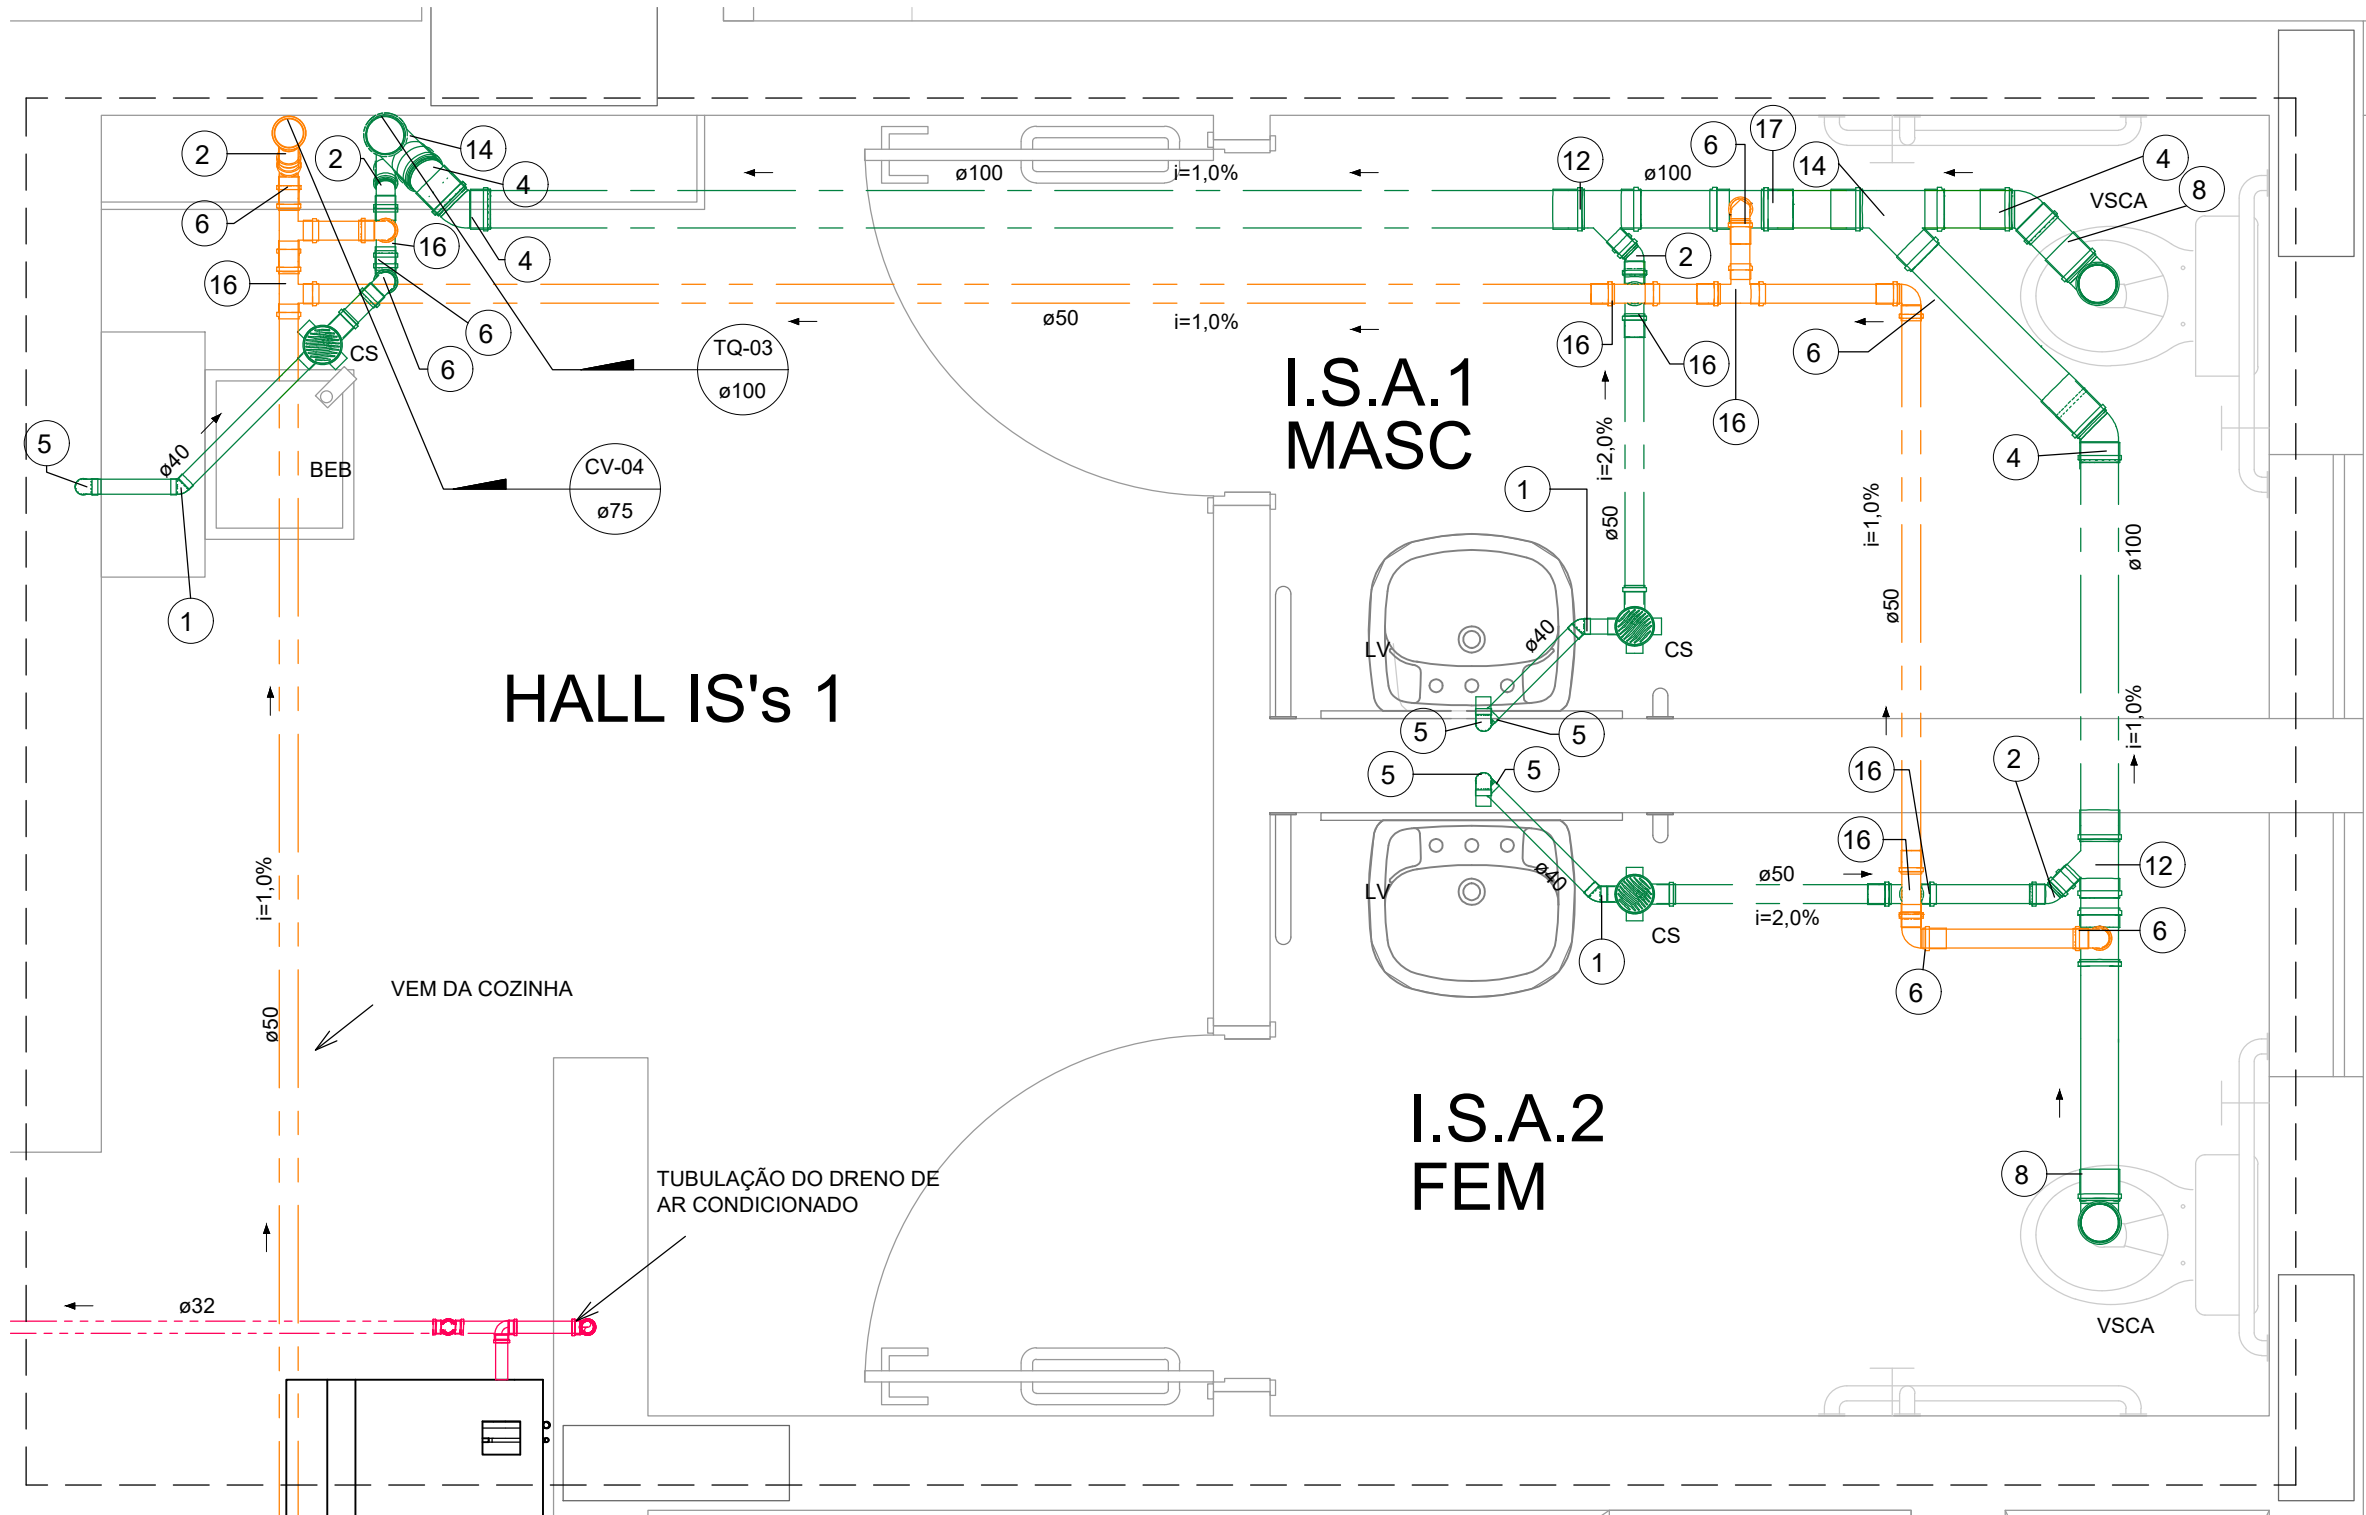 2
2
14
4
6
16
4
16
6
6
CS
5
ø40
BEB
1
TQ-03
ø100
CV-04
ø75
ø100
i=1,0%
ø50
i=1,0%
12
6
17
ø100
14
4
8
VSCA
2
16
16
16
6
I.S.A.1
MASC
i=2,0%
ø50
1
ø40
LV
CS
5
5
i=1,0%
ø50
4
ø100
i=1,0%
HALL IS's 1
5
5
LV
ø40
1
CS
ø50
i=2,0%
16
16
2
12
6
6
i=1,0%
ø50
VEM DA COZINHA
I.S.A.2
FEM
8
VSCA
TUBULAÇÃO DO DRENO DE
AR CONDICIONADO
ø32